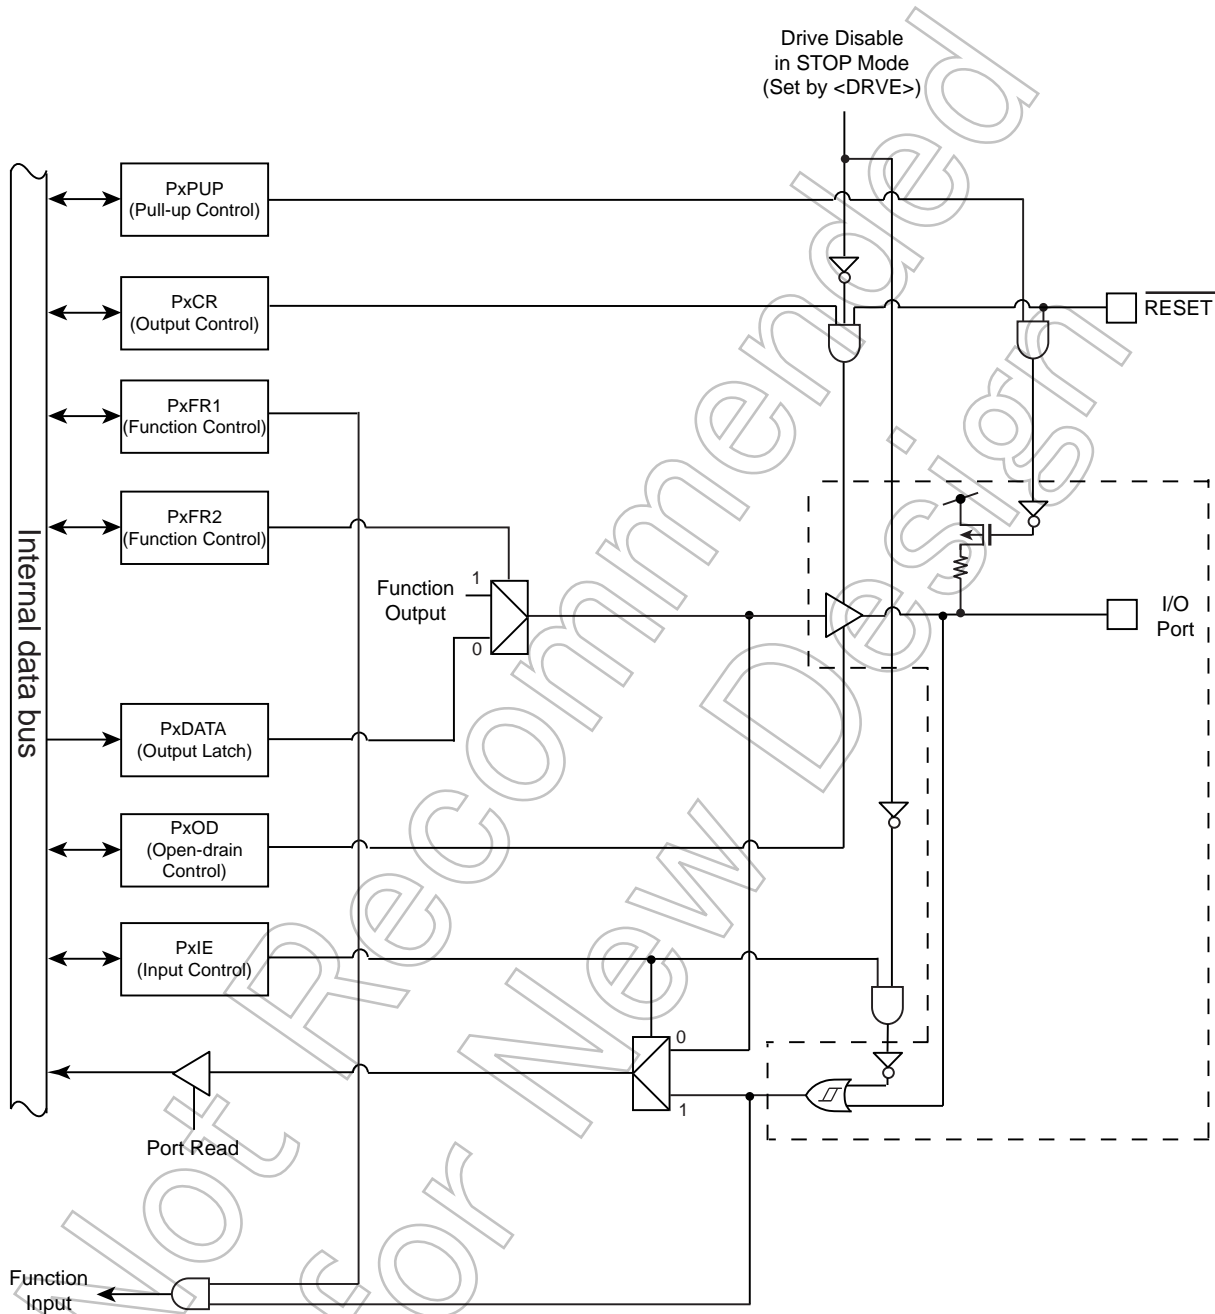 Drive Disable
in STOP Mode
(Set by <DRVE>)
PxPUP
(Pull-up Control)
PxCR
(Output Control)
RESET
PxFR1
(Function Control)
PxFR2
(Function Control)
Internal data bus
1
Function
Output
0
I/O
Port
PxDATA
(Output Latch)
PxOD
(Open-drain
Control)
PxIE
(Input Control)
0
1
Port Read
Function
Input
Not Recommended
for New Design